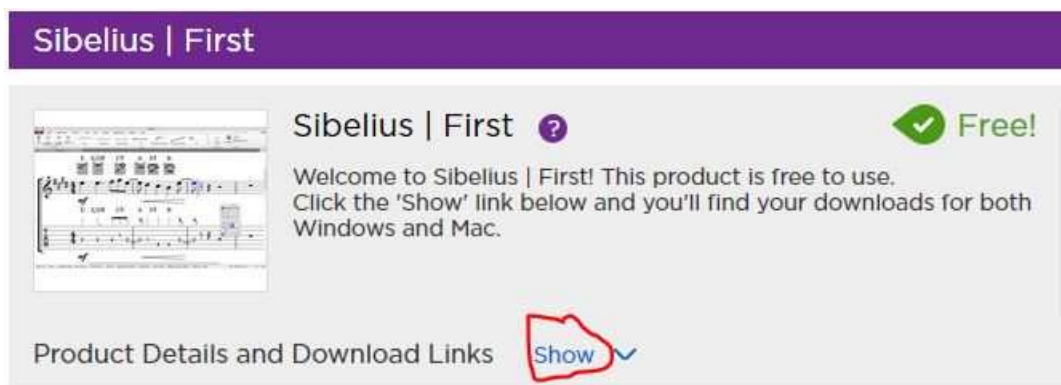 Sibelius | First
Sibelius | First ?
Free!
Welcome to Sibelius | First! This product is free to use.
Click the 'Show' link below and you'll find your downloads for both
Windows and Mac.
Product Details and Download Links Show